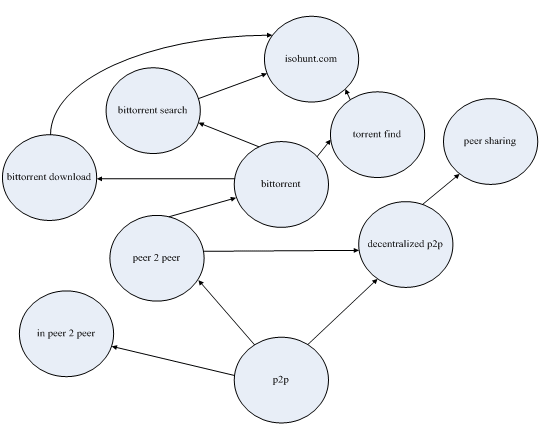 isohunt.com
bittorrent search
torrent find
peer sharing
bittorrent download
bittorrent
decentralized p2p
peer 2 peer
in peer 2 peer
p2p